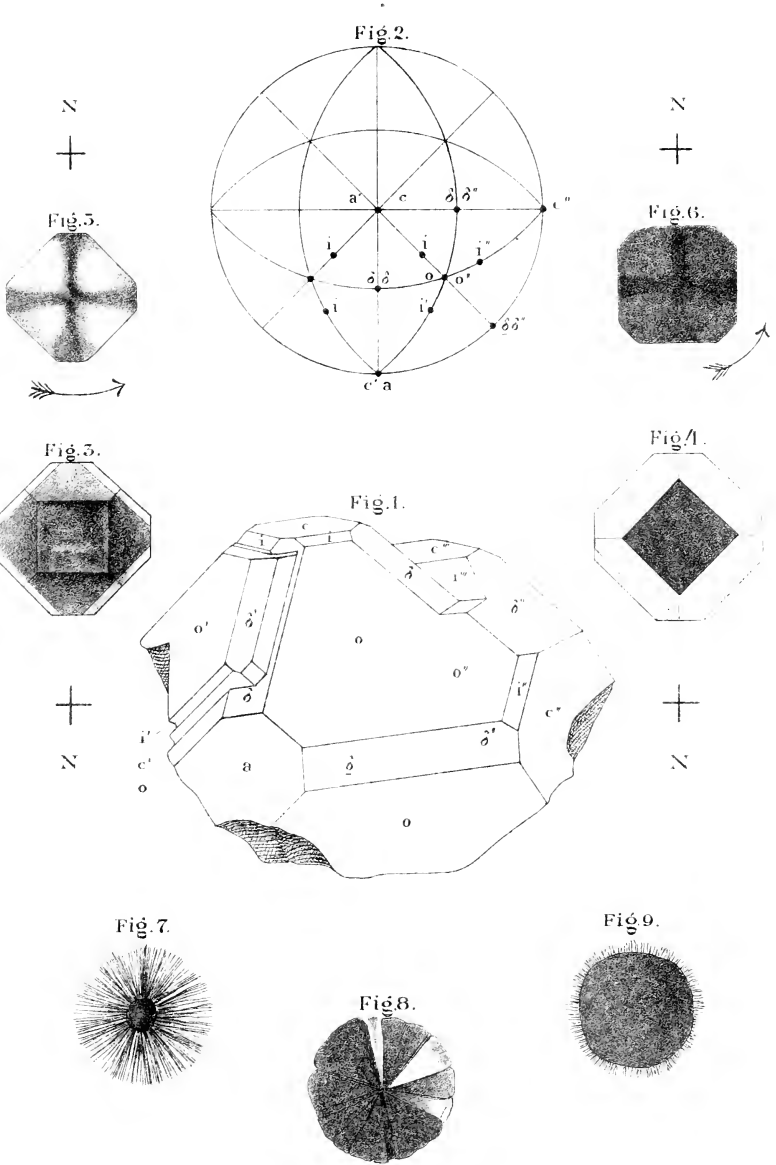 Fig.2.
N
N
Fig.5.
Fig.6.
a' c
δ δ" c"
i i i"
δ δ o o'
i i'
δ δ"
c' a
Fig.3.
Fig.4.
Fig.1.
c
i i
c"
δ i"' δ"
o' δ' o
o" i"
δ c"
N
i'
c' a δ δ"
o
o
N
Fig.7.
Fig.9.
Fig.8.